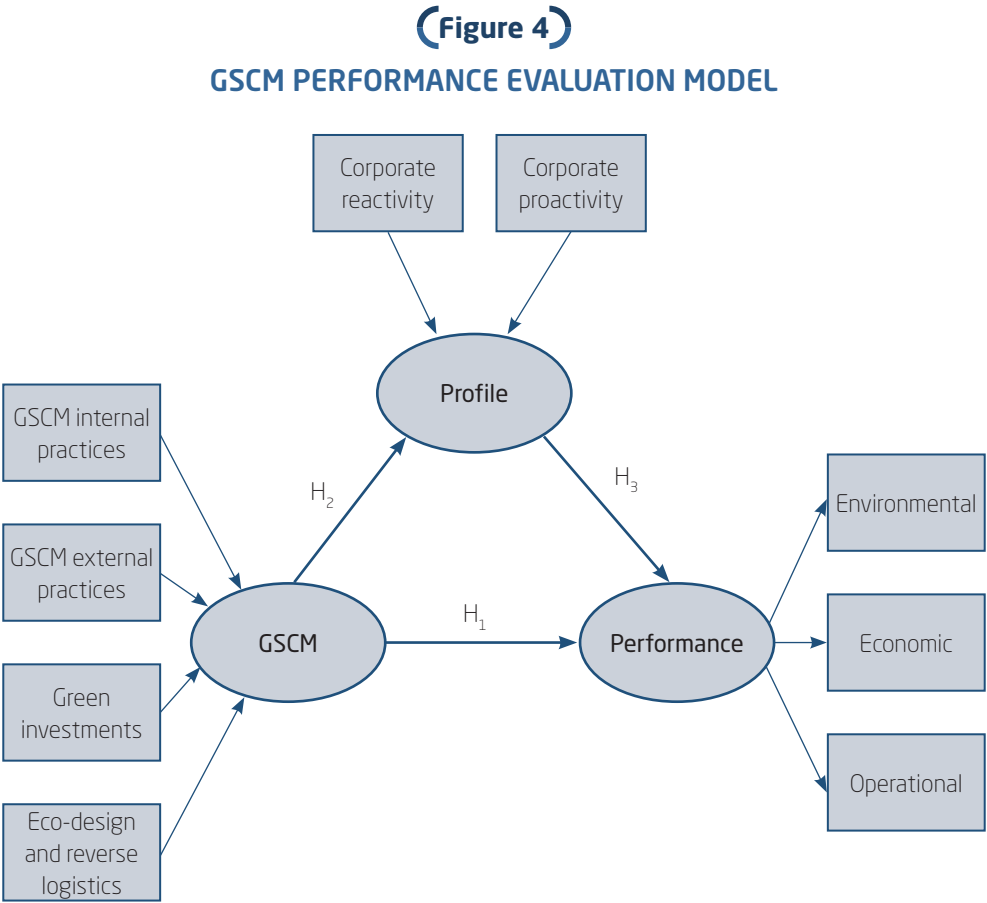 Figure 4
GSCM PERFORMANCE EVALUATION MODEL
Corporate
reactivity
Corporate
proactivity
Profile
GSCM internal
practices
H₂
H₃
Environmental
GSCM external
practices
GSCM
H₁
Performance
Economic
Green
investments
Operational
Eco-design
and reverse
logistics